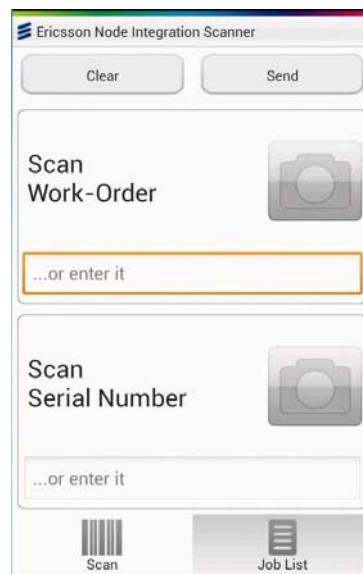 Ericsson Node Integration Scanner
Clear Send
Scan
Work-Order
...or enter it
Scan
Serial Number
...or enter it
Scan Job List